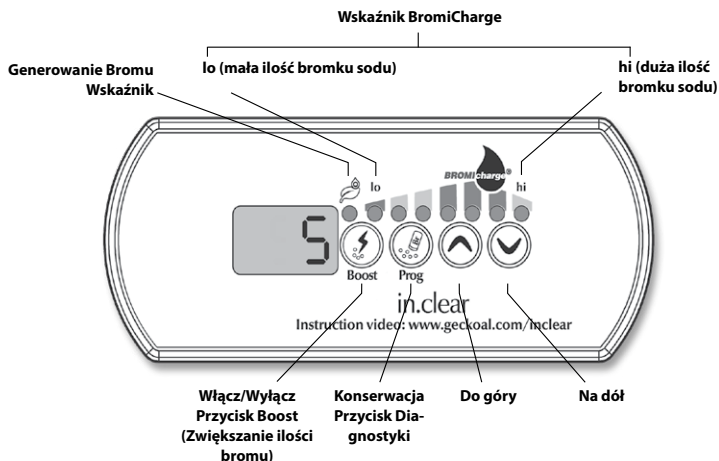 Wskaźnik BromiCharge
lo (mała ilość bromku sodu)
hi (duża ilość
bromku sodu)
Generowanie Bromu
Wskaźnik
BROMICharge®
lo
hi
5
Boost
Prog
in.clear
Instruction video: www.geckoal.com/inclear
Włącz/Wyłącz
Przycisk Boost
(Zwiększanie ilości
bromu)
Konserwacja
Przycisk Dia-
gnostyki
Do góry
Na dół